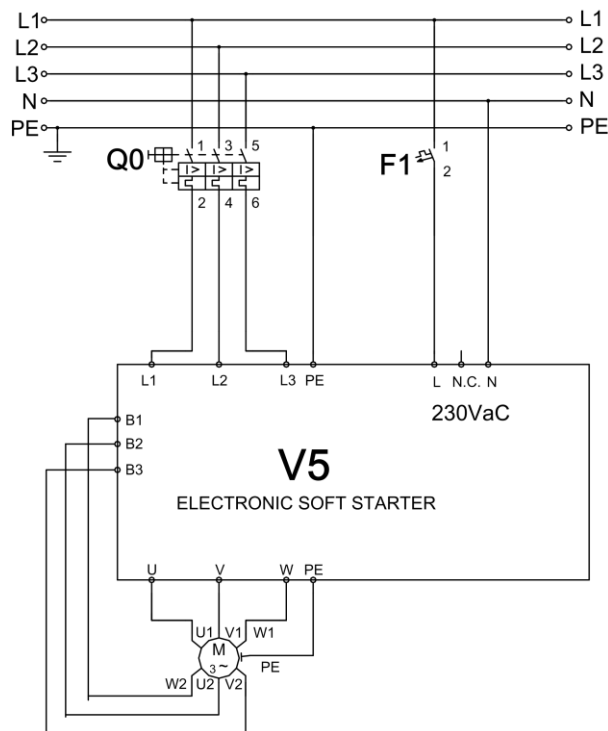 L1 L1
L2 L2
L3 L3
N N
PE PE
Q0 1 3 5 F1 1
I> I> I> 2
2 4 6
L1 L2 L3 PE L N.C. N
230VaC
B1
B2
B3
V5
ELECTRONIC SOFT STARTER
U V W PE
U1 V1 W1
M
3 ~ PE
W2 U2 V2